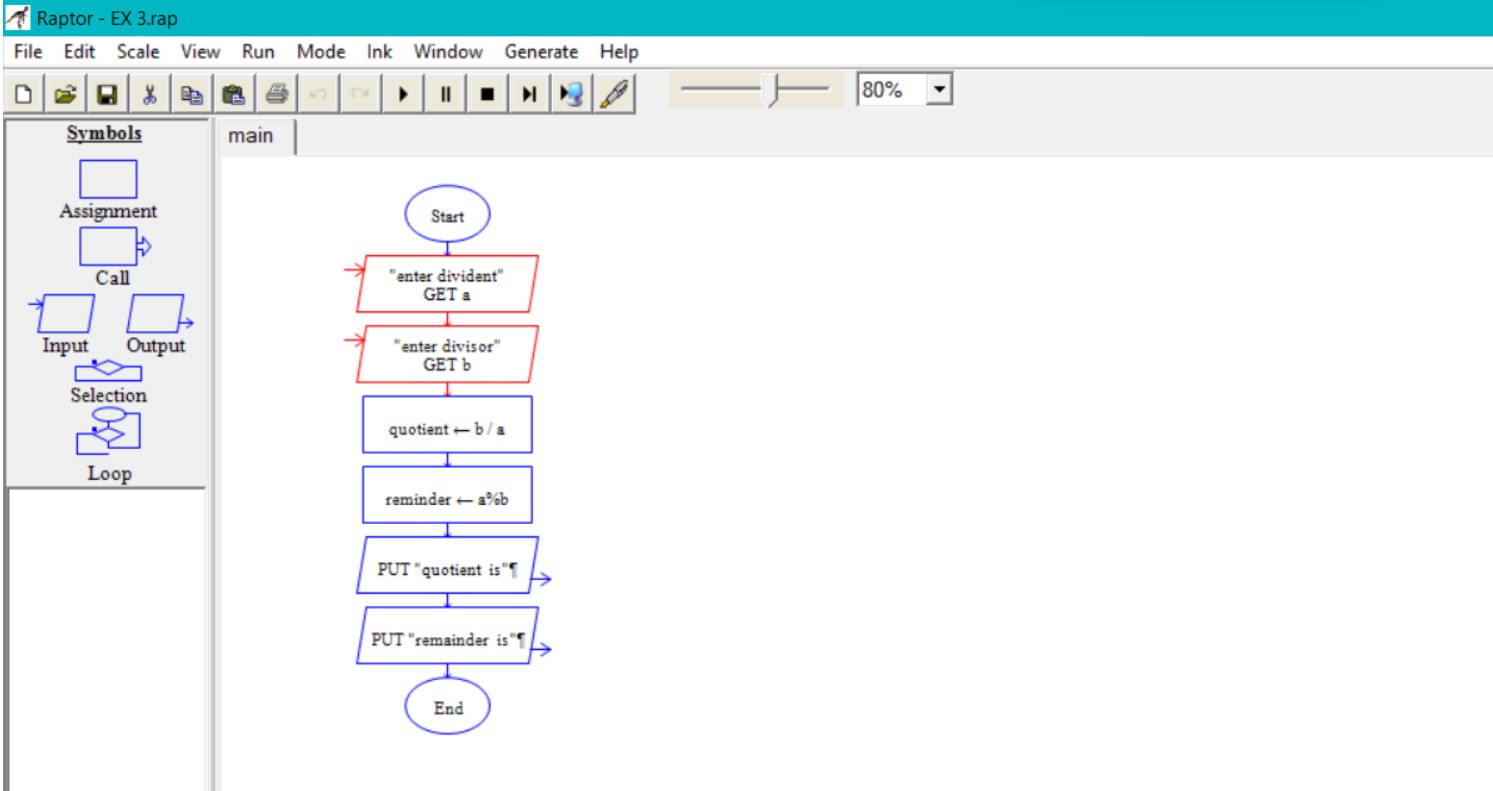 Raptor - EX 3.rap
File Edit Scale View Run Mode Ink Window Generate Help
80%
Symbols
main
Assignment
Call
Input Output
Selection
Loop
Start
"enter divident"
GET a
"enter divisor"
GET b
quotient ← b / a
reminder ← a%b
PUT "quotient is"¶
PUT "remainder is"¶
End